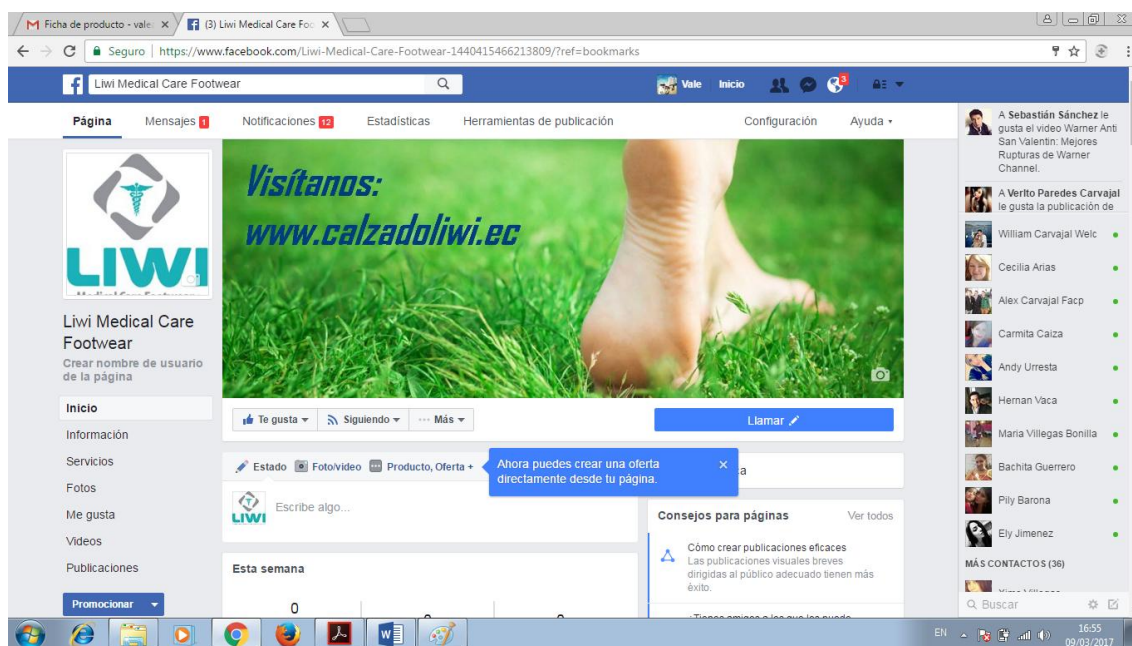 Ficha de producto - vale
(3) Liwi Medical Care Foo
Seguro | https://www.facebook.com/Liwi-Medical-Care-Footwear-1440415466213809/?ref=bookmarks
Liwi Medical Care Footwear
Vale Inicio 3
Página Mensajes 1 Notificaciones 12 Estadísticas Herramientas de publicación Configuración Ayuda
LIWI
Liwi Medical Care
Footwear
Crear nombre de usuario
de la página
Inicio
Información
Servicios
Fotos
Me gusta
Videos
Publicaciones
Promocionar
Visítanos:
www.calzadoliwi.ec
Te gusta Siguiendo ··· Más
Llamar
Estado Foto/video Producto, Oferta +
Ahora puedes crear una oferta
directamente desde tu página.
LIWI
Escribe algo...
Esta semana
0
Consejos para páginas Ver todos
Cómo crear publicaciones eficaces
Las publicaciones visuales breves
dirigidas al público adecuado tienen más
éxito.
A Sebastián Sánchez le
gusta el video Warner Anti
San Valentin: Mejores
Rupturas de Warner
Channel.
A Verito Paredes Carvajal
le gusta la publicación de
William Carvajal Welc
Cecilia Arias
Alex Carvajal Facp
Carmita Caiza
Andy Urresta
Hernan Vaca
Maria Villegas Bonilla
Bachita Guerrero
Pily Barona
Ely Jimenez
MÁS CONTACTOS (36)
Buscar
EN
16:55
09/03/2017